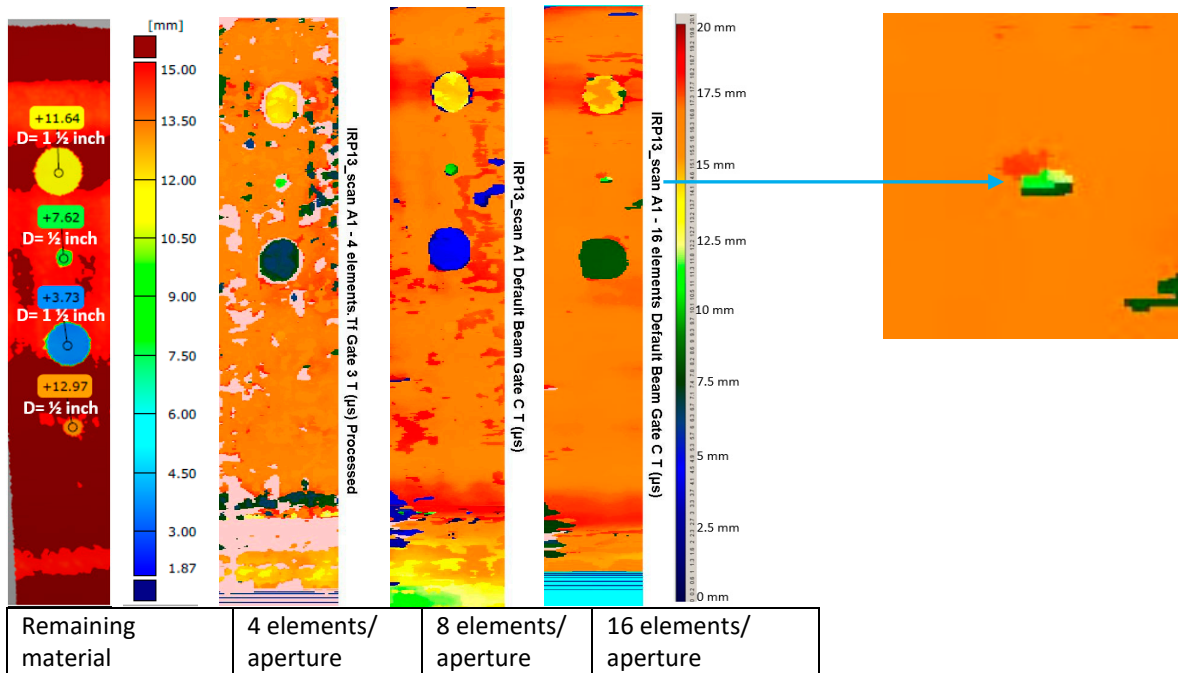 [mm]
+11.64
D= 1 ½ inch
+7.62
D= ½ inch
+3.73
D= 1 ½ inch
+12.97
D= ½ inch
15.00
13.50
12.00
10.50
9.00
7.50
6.00
4.50
3.00
1.87
IRP13_scan A1 - 4 elements.Tf Gate 3 T (µs) Processed
IRP13_scan A1 Default Beam Gate C T (µs)
IRP13_scan A1 - 16 elements Default Beam Gate C T (µs)
20 mm
17.5 mm
15 mm
12.5 mm
10 mm
7.5 mm
5 mm
2.5 mm
0 mm
Remaining
material
4 elements/
aperture
8 elements/
aperture
16 elements/
aperture